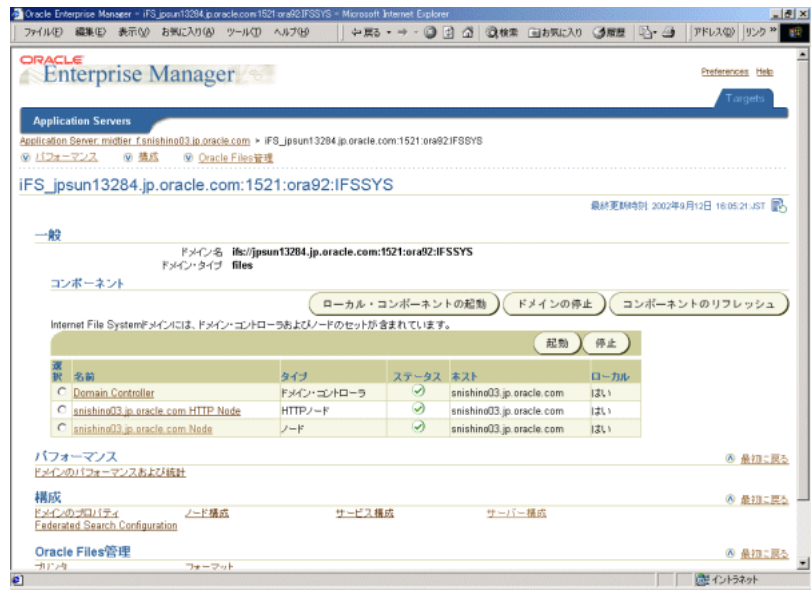 Oracle Enterprise Manager - iFS_jpsun13284.jp.oracle.com:1521:ora92:IFSSYS - Microsoft Internet Explorer
ファイル(F) 編集(E) 表示(V) お気に入り(A) ツール(T) ヘルプ(H) 戻る 検索 お気に入り 履歴 アドレス(D) リンク »
ORACLE
Enterprise Manager
Preferences Help
Targets
Application Servers
Application Server: midtier_f.snishino03.jp.oracle.com > iFS_jpsun13284.jp.oracle.com:1521:ora92:IFSSYS
パフォーマンス 構成 Oracle Files管理
iFS_jpsun13284.jp.oracle.com:1521:ora92:IFSSYS
最終更新時刻: 2002年9月12日 16:05:21 JST
一般
ドメイン名 ifs://jpsun13284.jp.oracle.com:1521:ora92:IFSSYS
ドメイン・タイプ files
コンポーネント
ローカル・コンポーネントの起動 ドメインの停止 コンポーネントのリフレッシュ
Internet File Systemドメインには、ドメイン・コントローラおよびノードのセットが含まれています。
起動 停止
選択 名前 タイプ ステータス ホスト ローカル
Domain Controller ドメイン・コントローラ snishino03.jp.oracle.com はい
snishino03.jp.oracle.com HTTP Node HTTPノード snishino03.jp.oracle.com はい
snishino03.jp.oracle.com Node ノード snishino03.jp.oracle.com はい
パフォーマンス 最初に戻る
ドメインのパフォーマンスおよび統計
構成 最初に戻る
ドメインのプロパティ ノード構成 サービス構成 サーバー構成
Federated Search Configuration
Oracle Files管理 最初に戻る
プリンタ フォーマット
イントラネット